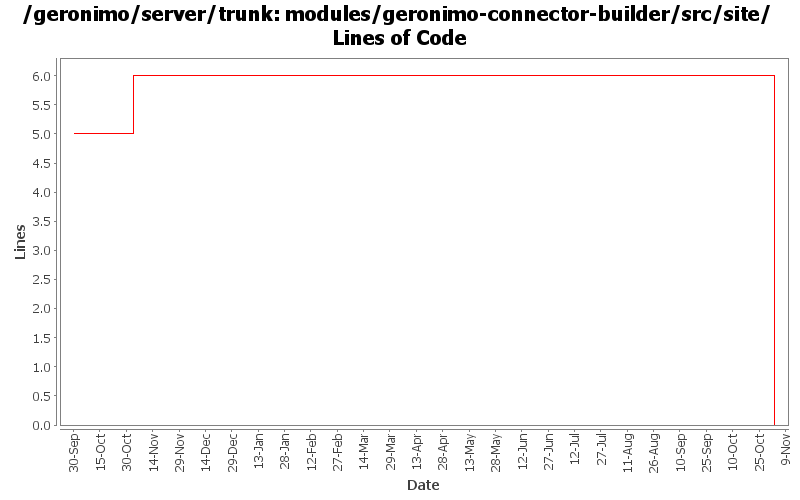 /geronimo/server/trunk: modules/geronimo-connector-builder/src/site/
Lines of Code
6.0
5.5
5.0
4.5
4.0
3.5
3.0
2.5
2.0
1.5
1.0
0.5
0.0
Lines
30-Sep
15-Oct
30-Oct
14-Nov
29-Nov
14-Dec
29-Dec
13-Jan
28-Jan
12-Feb
27-Feb
14-Mar
29-Mar
13-Apr
28-Apr
13-May
28-May
12-Jun
27-Jun
12-Jul
27-Jul
11-Aug
26-Aug
10-Sep
25-Sep
10-Oct
25-Oct
9-Nov
Date